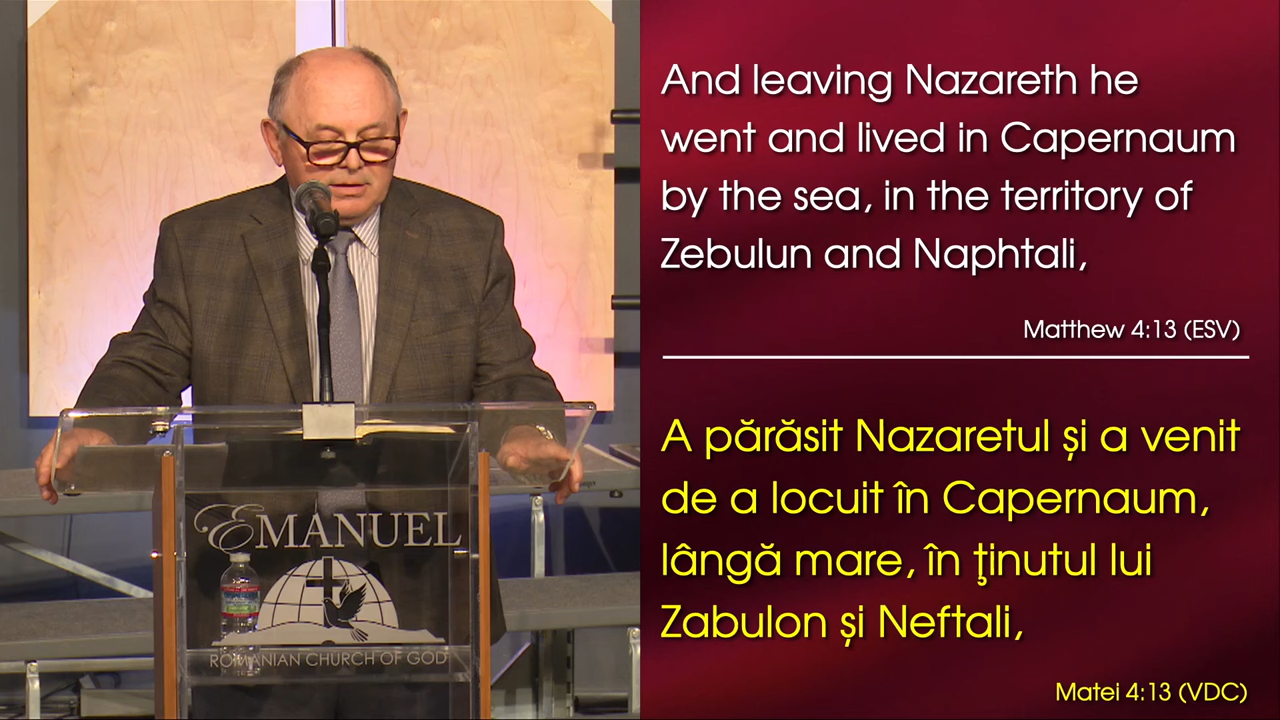 EMANUEL
ROMANIAN CHURCH OF GOD
And leaving Nazareth he
went and lived in Capernaum
by the sea, in the territory of
Zebulun and Naphtali,
Matthew 4:13 (ESV)
A părăsit Nazaretul și a venit
de a locuit în Capernaum,
lângă mare, în ţinutul lui
Zabulon și Neftali,
Matei 4:13 (VDC)